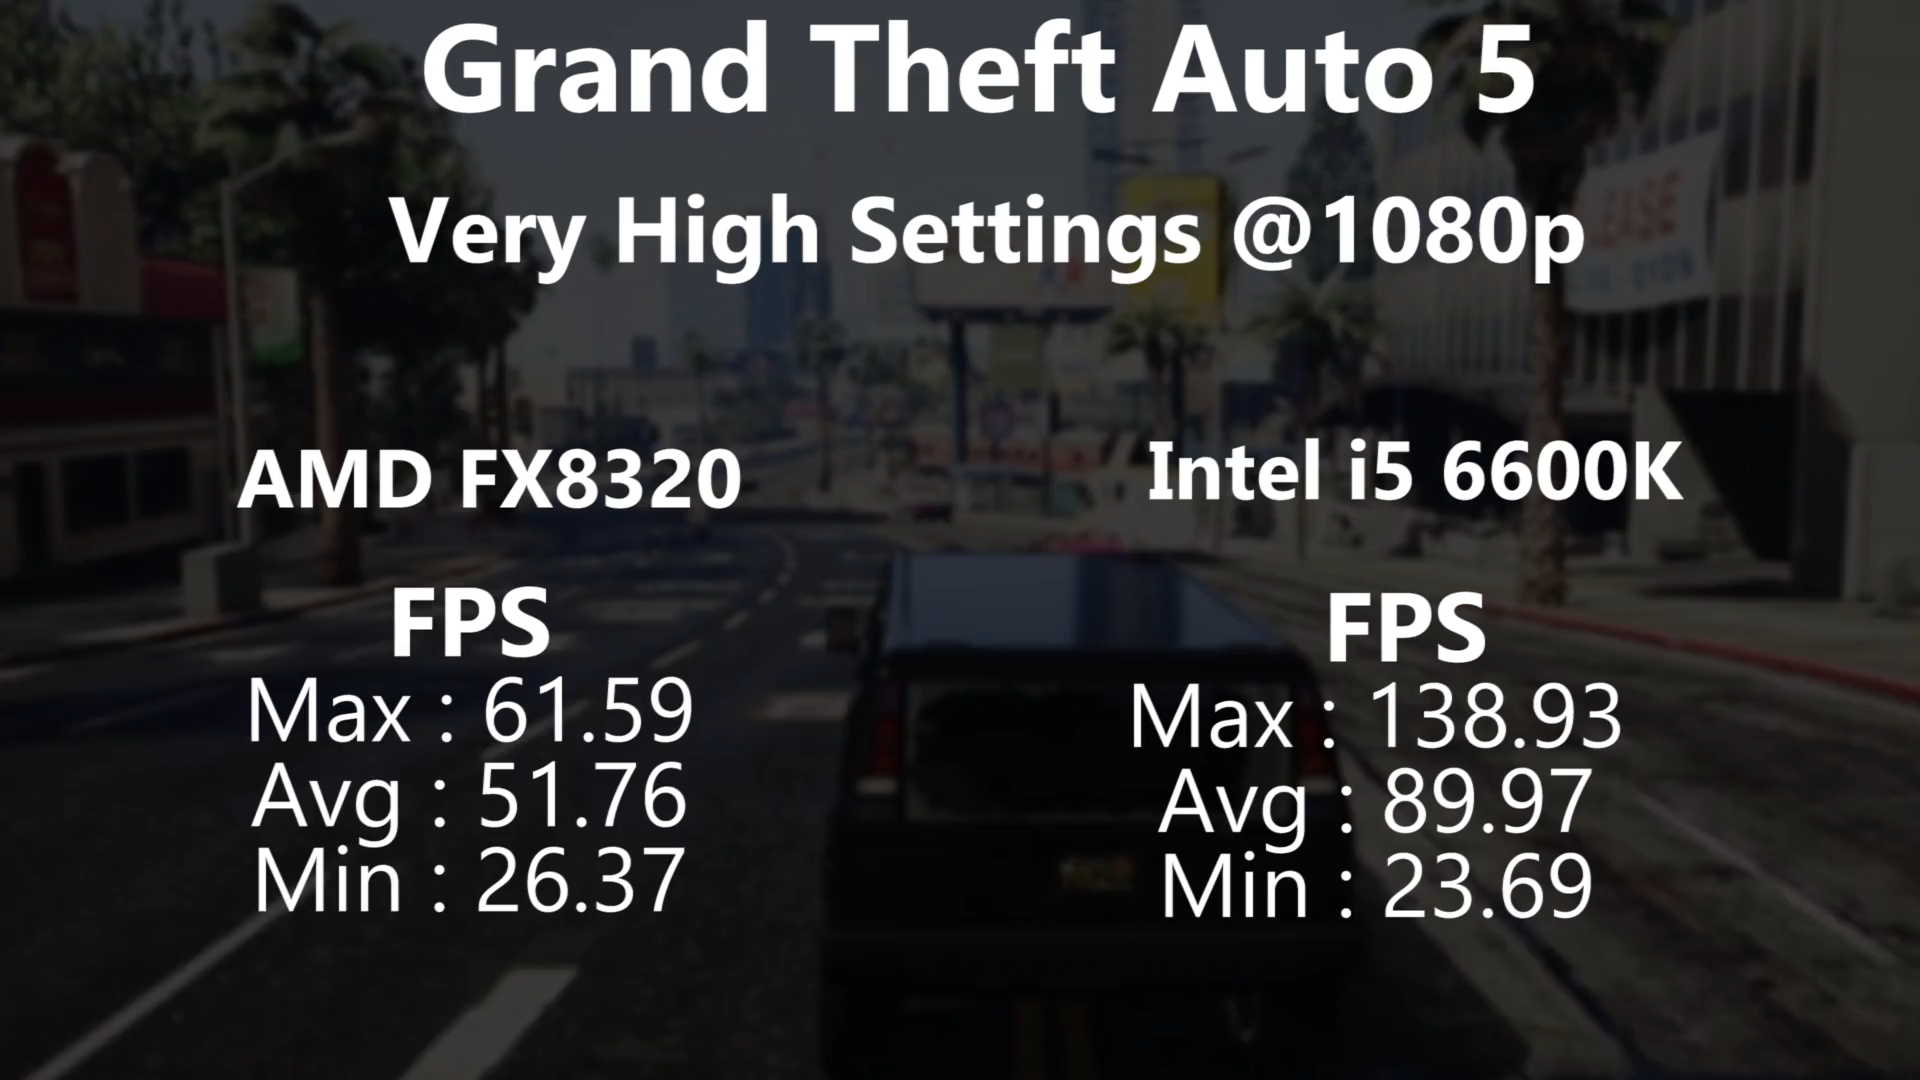 Grand Theft Auto 5
Very High Settings @1080p
AMD FX8320
FPS
Max : 61.59
Avg : 51.76
Min : 26.37
Intel i5 6600K
FPS
Max : 138.93
Avg : 89.97
Min : 23.69
EASE